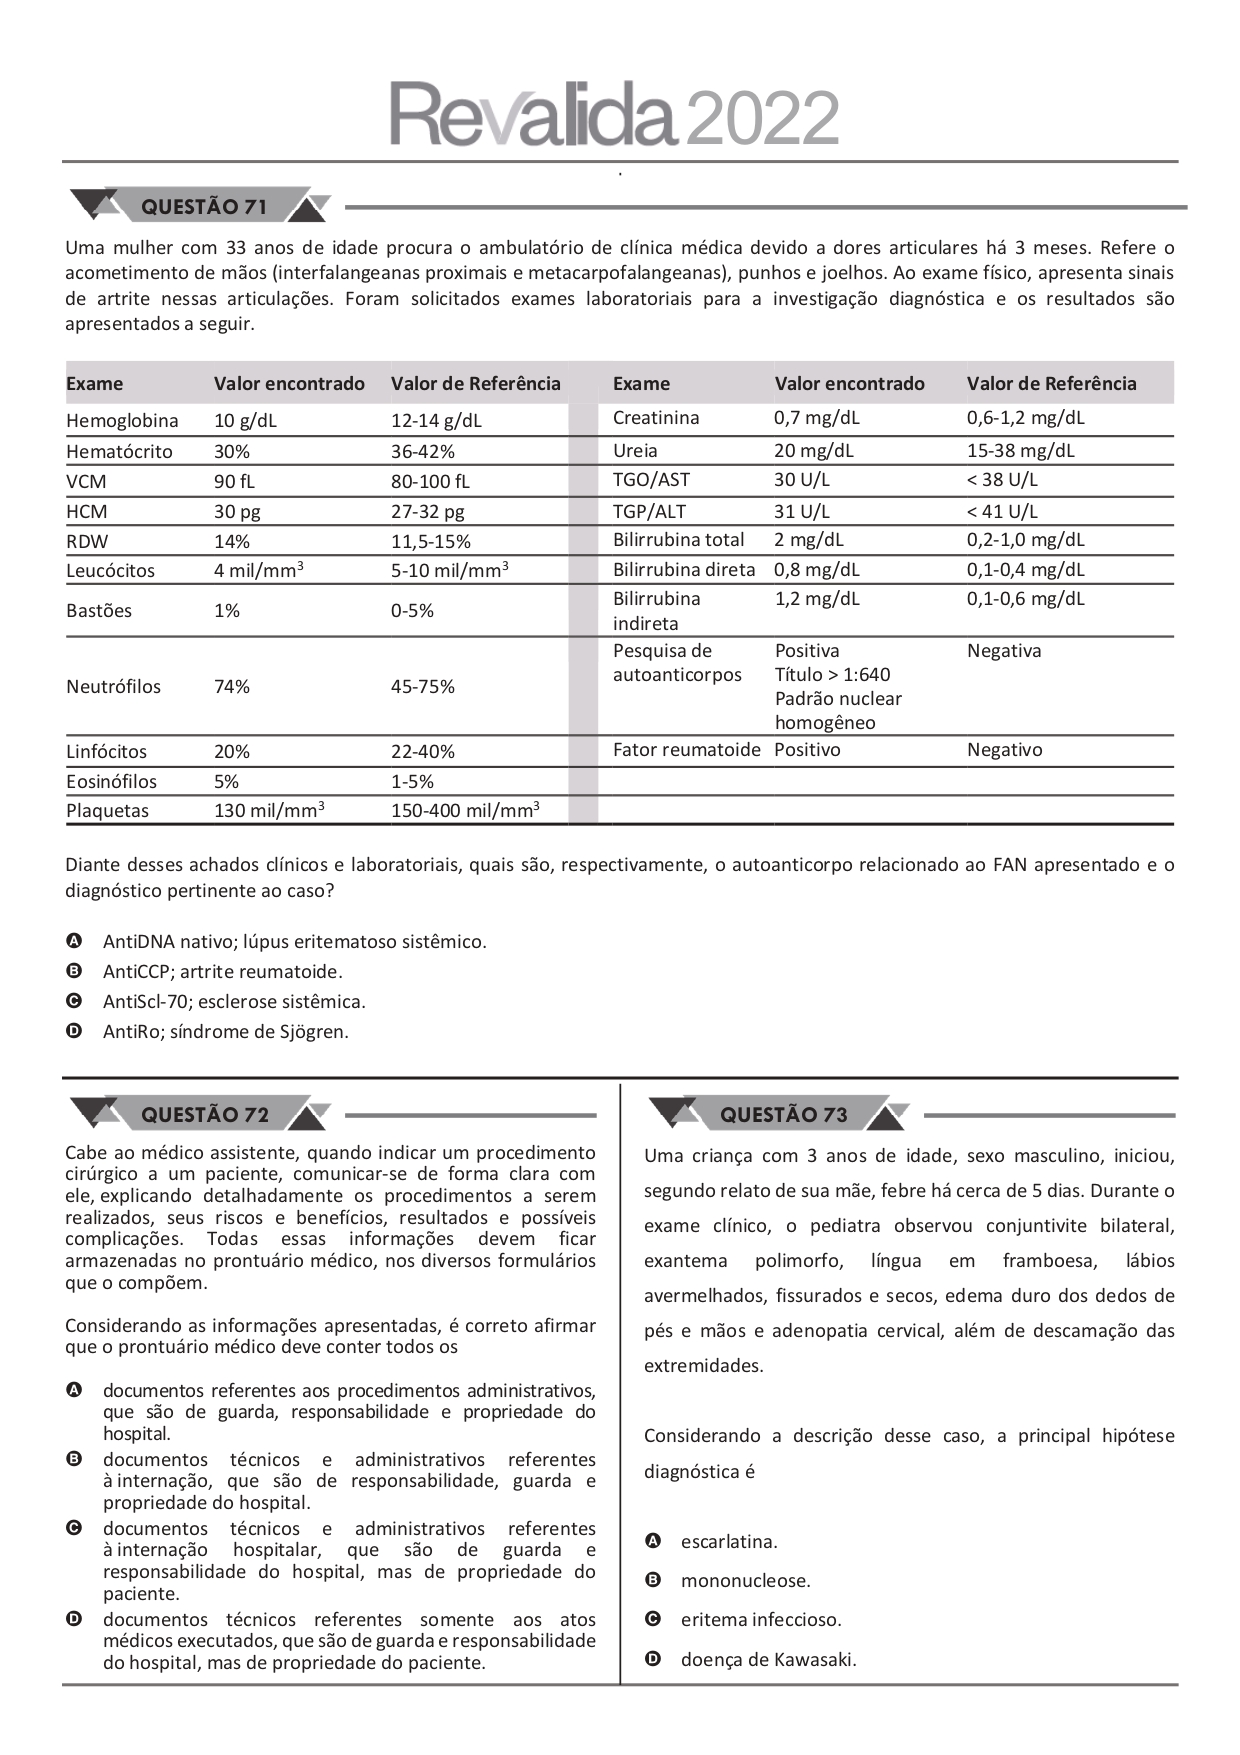 Revalida 2022
.
QUESTÃO 71
Uma mulher com 33 anos de idade procura o ambulatório de clínica médica devido a dores articulares há 3 meses. Refere o
acometimento de mãos (interfalangeanas proximais e metacarpofalangeanas), punhos e joelhos. Ao exame físico, apresenta sinais
de artrite nessas articulações. Foram solicitados exames laboratoriais para a investigação diagnóstica e os resultados são
apresentados a seguir.
Exame Valor encontrado Valor de Referência Exame Valor encontrado Valor de Referência
Hemoglobina 10 g/dL 12-14 g/dL Creatinina 0,7 mg/dL 0,6-1,2 mg/dL
Hematócrito 30% 36-42% Ureia 20 mg/dL 15-38 mg/dL
VCM 90 fL 80-100 fL TGO/AST 30 U/L < 38 U/L
HCM 30 pg 27-32 pg TGP/ALT 31 U/L < 41 U/L
RDW 14% 11,5-15% Bilirrubina total 2 mg/dL 0,2-1,0 mg/dL
Leucócitos 4 mil/mm³ 5-10 mil/mm³ Bilirrubina direta 0,8 mg/dL 0,1-0,4 mg/dL
Bastões 1% 0-5% Bilirrubina 1,2 mg/dL 0,1-0,6 mg/dL
indireta
Neutrófilos 74% 45-75% Pesquisa de Positiva Negativa
autoanticorpos Título > 1:640
Padrão nuclear
homogêneo
Linfócitos 20% 22-40% Fator reumatoide Positivo Negativo
Eosinófilos 5% 1-5%
Plaquetas 130 mil/mm³ 150-400 mil/mm³
Diante desses achados clínicos e laboratoriais, quais são, respectivamente, o autoanticorpo relacionado ao FAN apresentado e o
diagnóstico pertinente ao caso?
A AntiDNA nativo; lúpus eritematoso sistêmico.
B AntiCCP; artrite reumatoide.
C AntiScl-70; esclerose sistêmica.
D AntiRo; síndrome de Sjögren.
QUESTÃO 72
Cabe ao médico assistente, quando indicar um procedimento
cirúrgico a um paciente, comunicar-se de forma clara com
ele, explicando detalhadamente os procedimentos a serem
realizados, seus riscos e benefícios, resultados e possíveis
complicações. Todas essas informações devem ficar
armazenadas no prontuário médico, nos diversos formulários
que o compõem.
Considerando as informações apresentadas, é correto afirmar
que o prontuário médico deve conter todos os
A documentos referentes aos procedimentos administrativos,
que são de guarda, responsabilidade e propriedade do
hospital.
B documentos técnicos e administrativos referentes
à internação, que são de responsabilidade, guarda e
propriedade do hospital.
C documentos técnicos e administrativos referentes
à internação hospitalar, que são de guarda e
responsabilidade do hospital, mas de propriedade do
paciente.
D documentos técnicos referentes somente aos atos
médicos executados, que são de guarda e responsabilidade
do hospital, mas de propriedade do paciente.
QUESTÃO 73
Uma criança com 3 anos de idade, sexo masculino, iniciou,
segundo relato de sua mãe, febre há cerca de 5 dias. Durante o
exame clínico, o pediatra observou conjuntivite bilateral,
exantema polimorfo, língua em framboesa, lábios
avermelhados, fissurados e secos, edema duro dos dedos de
pés e mãos e adenopatia cervical, além de descamação das
extremidades.
Considerando a descrição desse caso, a principal hipótese
diagnóstica é
A escarlatina.
B mononucleose.
C eritema infeccioso.
D doença de Kawasaki.